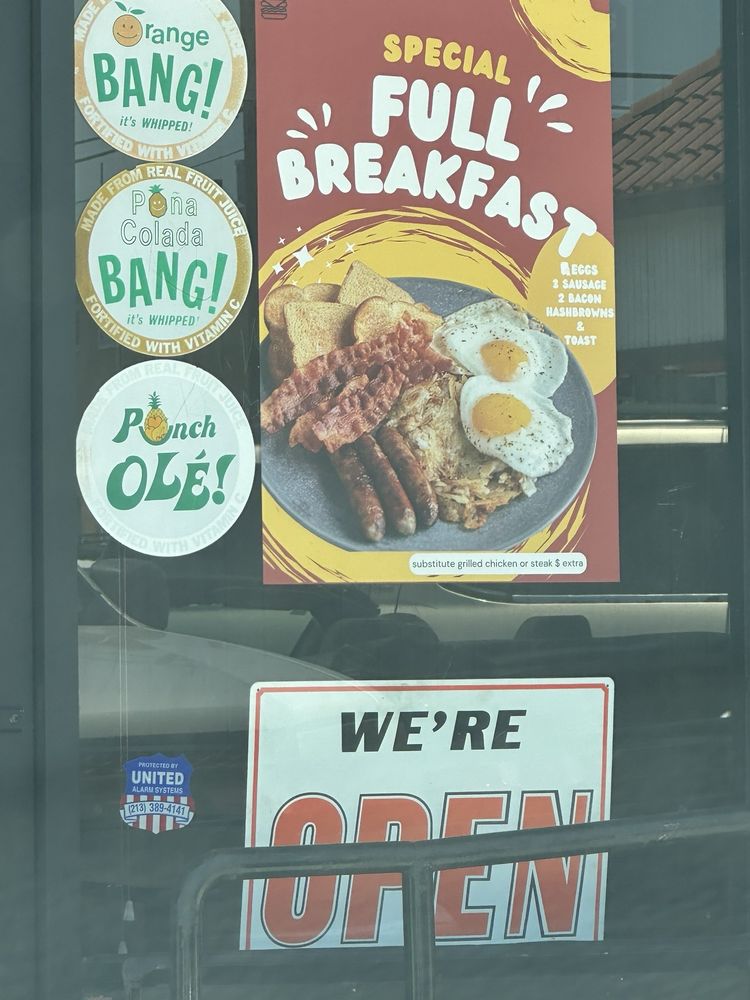 MADE FROM REAL FRUIT JUICE
Orange
BANG!
it's WHIPPED!
FORTIFIED WITH VITAMIN C
MADE FROM REAL FRUIT JUICE
Piña
Colada
BANG!
it's WHIPPED!
FORTIFIED WITH VITAMIN C
MADE FROM REAL FRUIT JUICE
Punch
OLÉ!
FORTIFIED WITH VITAMIN C
SPECIAL
FULL
BREAKFAST
EGGS
2 SAUSAGE
2 BACON
HASHBROWNS
&
TOAST
substitute grilled chicken or steak $ extra
PROTECTED BY
UNITED
ALARM SYSTEMS
(213) 389-4141
WE'RE
OPEN